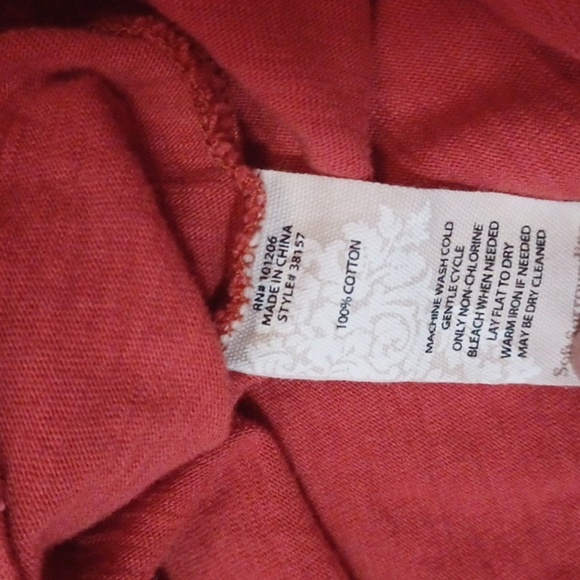 RN# 101206
MADE IN CHINA
STYLE# 38157
100% COTTON
MACHINE WASH COLD
GENTLE CYCLE
ONLY NON-CHLORINE
BLEACH WHEN NEEDED
LAY FLAT TO DRY
WARM IRON IF NEEDED
MAY BE DRY CLEANED